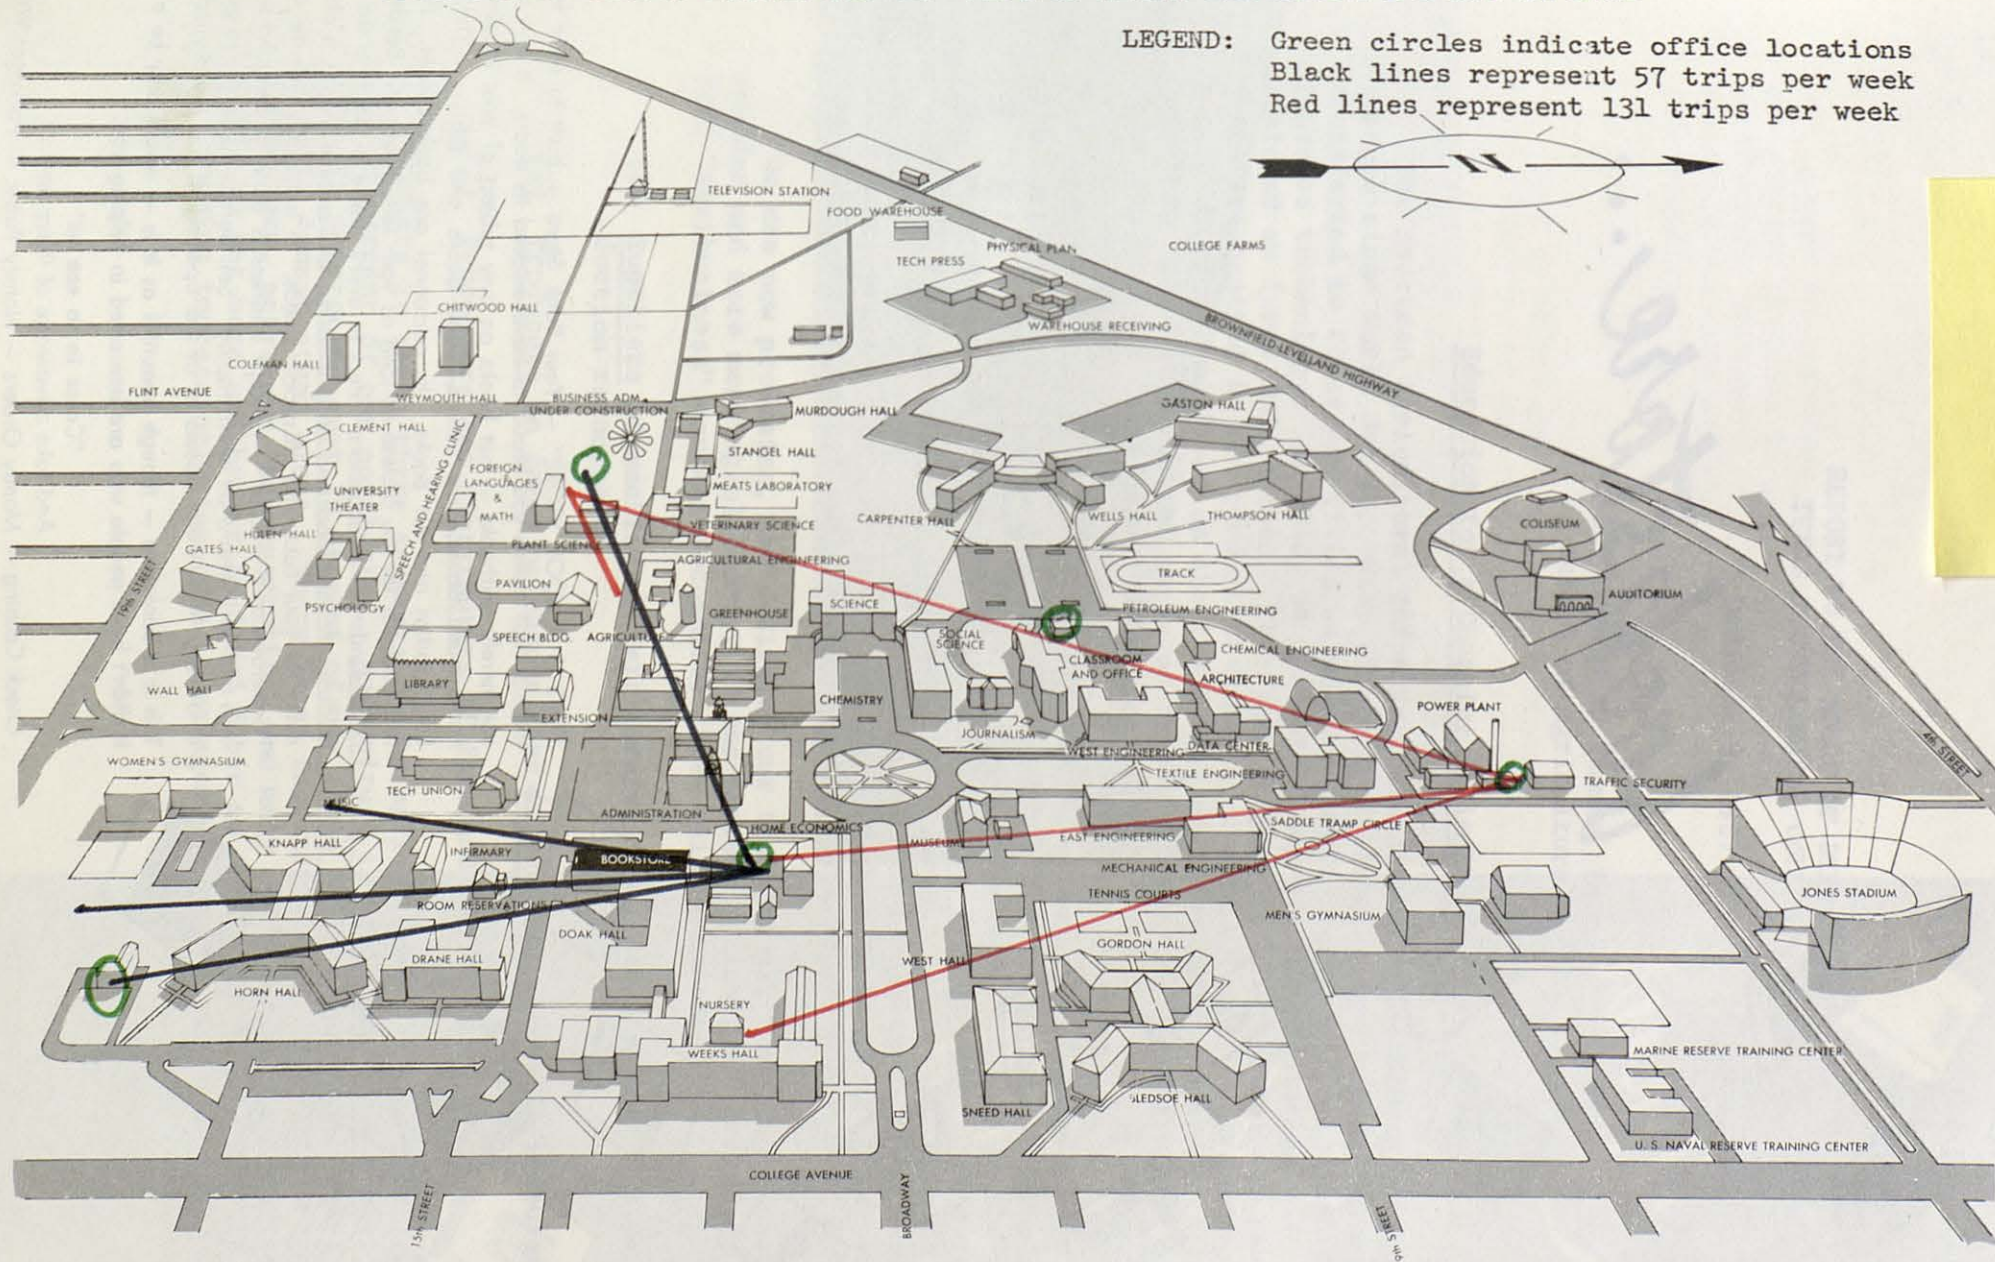 LEGEND: Green circles indicate office locations
Black lines represent 57 trips per week
Red lines represent 131 trips per week
N
TELEVISION STATION
FOOD WAREHOUSE
PHYSICAL PLAN
COLLEGE FARMS
TECH PRESS
WAREHOUSE RECEIVING
BROWNFIELD-LEVELLAND HIGHWAY
CHITWOOD HALL
COLEMAN HALL
FLINT AVENUE
WEYMOUTH HALL
BUSINESS ADM.
UNDER CONSTRUCTION
MURDOUGH HALL
GASTON HALL
CLEMENT HALL
STANGEL HALL
SPEECH AND HEARING CLINIC
FOREIGN
LANGUAGES
&
MATH
MEATS LABORATORY
UNIVERSITY
THEATER
HULEN HALL
CARPENTER HALL
WELLS HALL
THOMPSON HALL
COLISEUM
VETERINARY SCIENCE
PLANT SCIENCE
GATES HALL
AGRICULTURAL ENGINEERING
TRACK
19th STREET
PAVILION
AUDITORIUM
PSYCHOLOGY
GREENHOUSE
SCIENCE
PETROLEUM ENGINEERING
SPEECH BLDG.
AGRICULTURE
SOCIAL
SCIENCE
CHEMICAL ENGINEERING
CLASSROOM
AND OFFICE
ARCHITECTURE
WALL HALL
LIBRARY
CHEMISTRY
POWER PLANT
EXTENSION
JOURNALISM
WEST ENGINEERING
DATA CENTER
4th STREET
WOMEN'S GYMNASIUM
TEXTILE ENGINEERING
TRAFFIC SECURITY
MUSIC
TECH UNION
ADMINISTRATION
HOME ECONOMICS
SADDLE TRAMP CIRCLE
KNAPP HALL
INFIRMARY
BOOKSTORE
MUSEUM
EAST ENGINEERING
MECHANICAL ENGINEERING
TENNIS COURTS
JONES STADIUM
ROOM RESERVATIONS
MEN'S GYMNASIUM
DOAK HALL
GORDON HALL
DRANE HALL
WEST HALL
HORN HALL
NURSERY
WEEKS HALL
MARINE RESERVE TRAINING CENTER
SNEED HALL
BLEDSOE HALL
U. S. NAVAL RESERVE TRAINING CENTER
COLLEGE AVENUE
15th STREET
BROADWAY
9th STREET